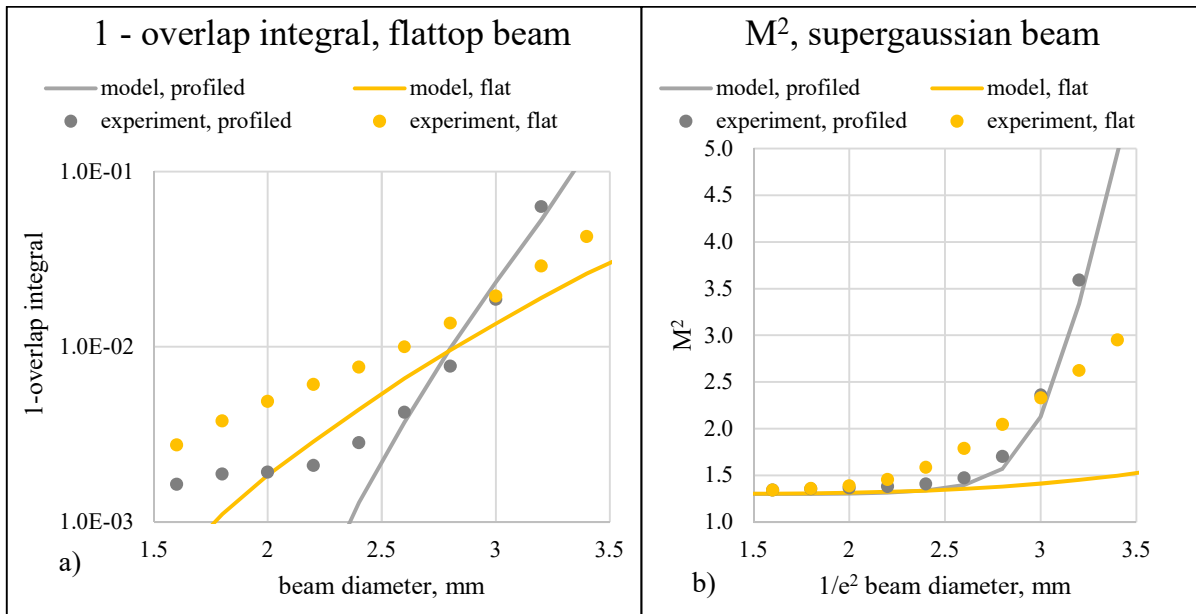 1 - overlap integral, flattop beam
model, profiled
model, flat
experiment, profiled
experiment, flat
1-overlap integral
1.0E-01
1.0E-02
1.0E-03
1.5
2
2.5
3
3.5
a)
beam diameter, mm
M², supergaussian beam
model, profiled
model, flat
experiment, profiled
experiment, flat
M²
5.0
4.5
4.0
3.5
3.0
2.5
2.0
1.5
1.0
1.5
2
2.5
3
3.5
b)
1/e² beam diameter, mm